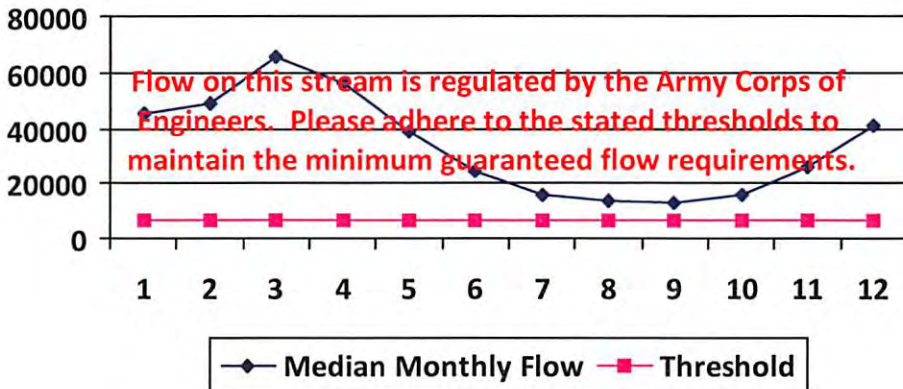 80000
60000
40000
20000
0
Flow on this stream is regulated by the Army Corps of
Engineers. Please adhere to the stated thresholds to
maintain the minimum guaranteed flow requirements.
1 2 3 4 5 6 7 8 9 10 11 12
Median Monthly Flow Threshold